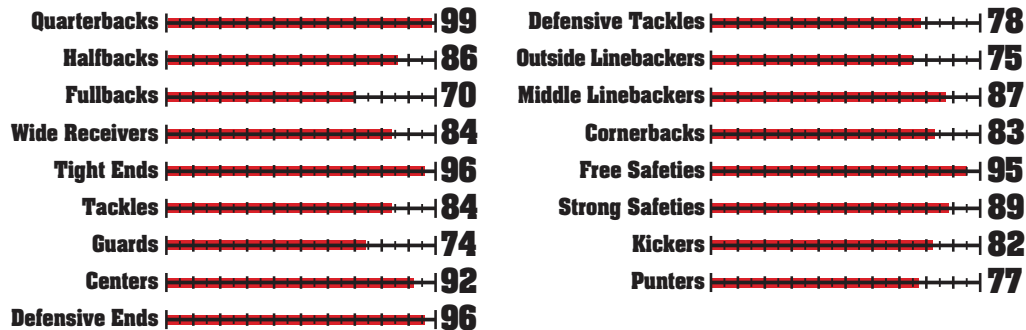 Quarterbacks 99
Halfbacks 86
Fullbacks 70
Wide Receivers 84
Tight Ends 96
Tackles 84
Guards 74
Centers 92
Defensive Ends 96
Defensive Tackles 78
Outside Linebackers 75
Middle Linebackers 87
Cornerbacks 83
Free Safeties 95
Strong Safeties 89
Kickers 82
Punters 77